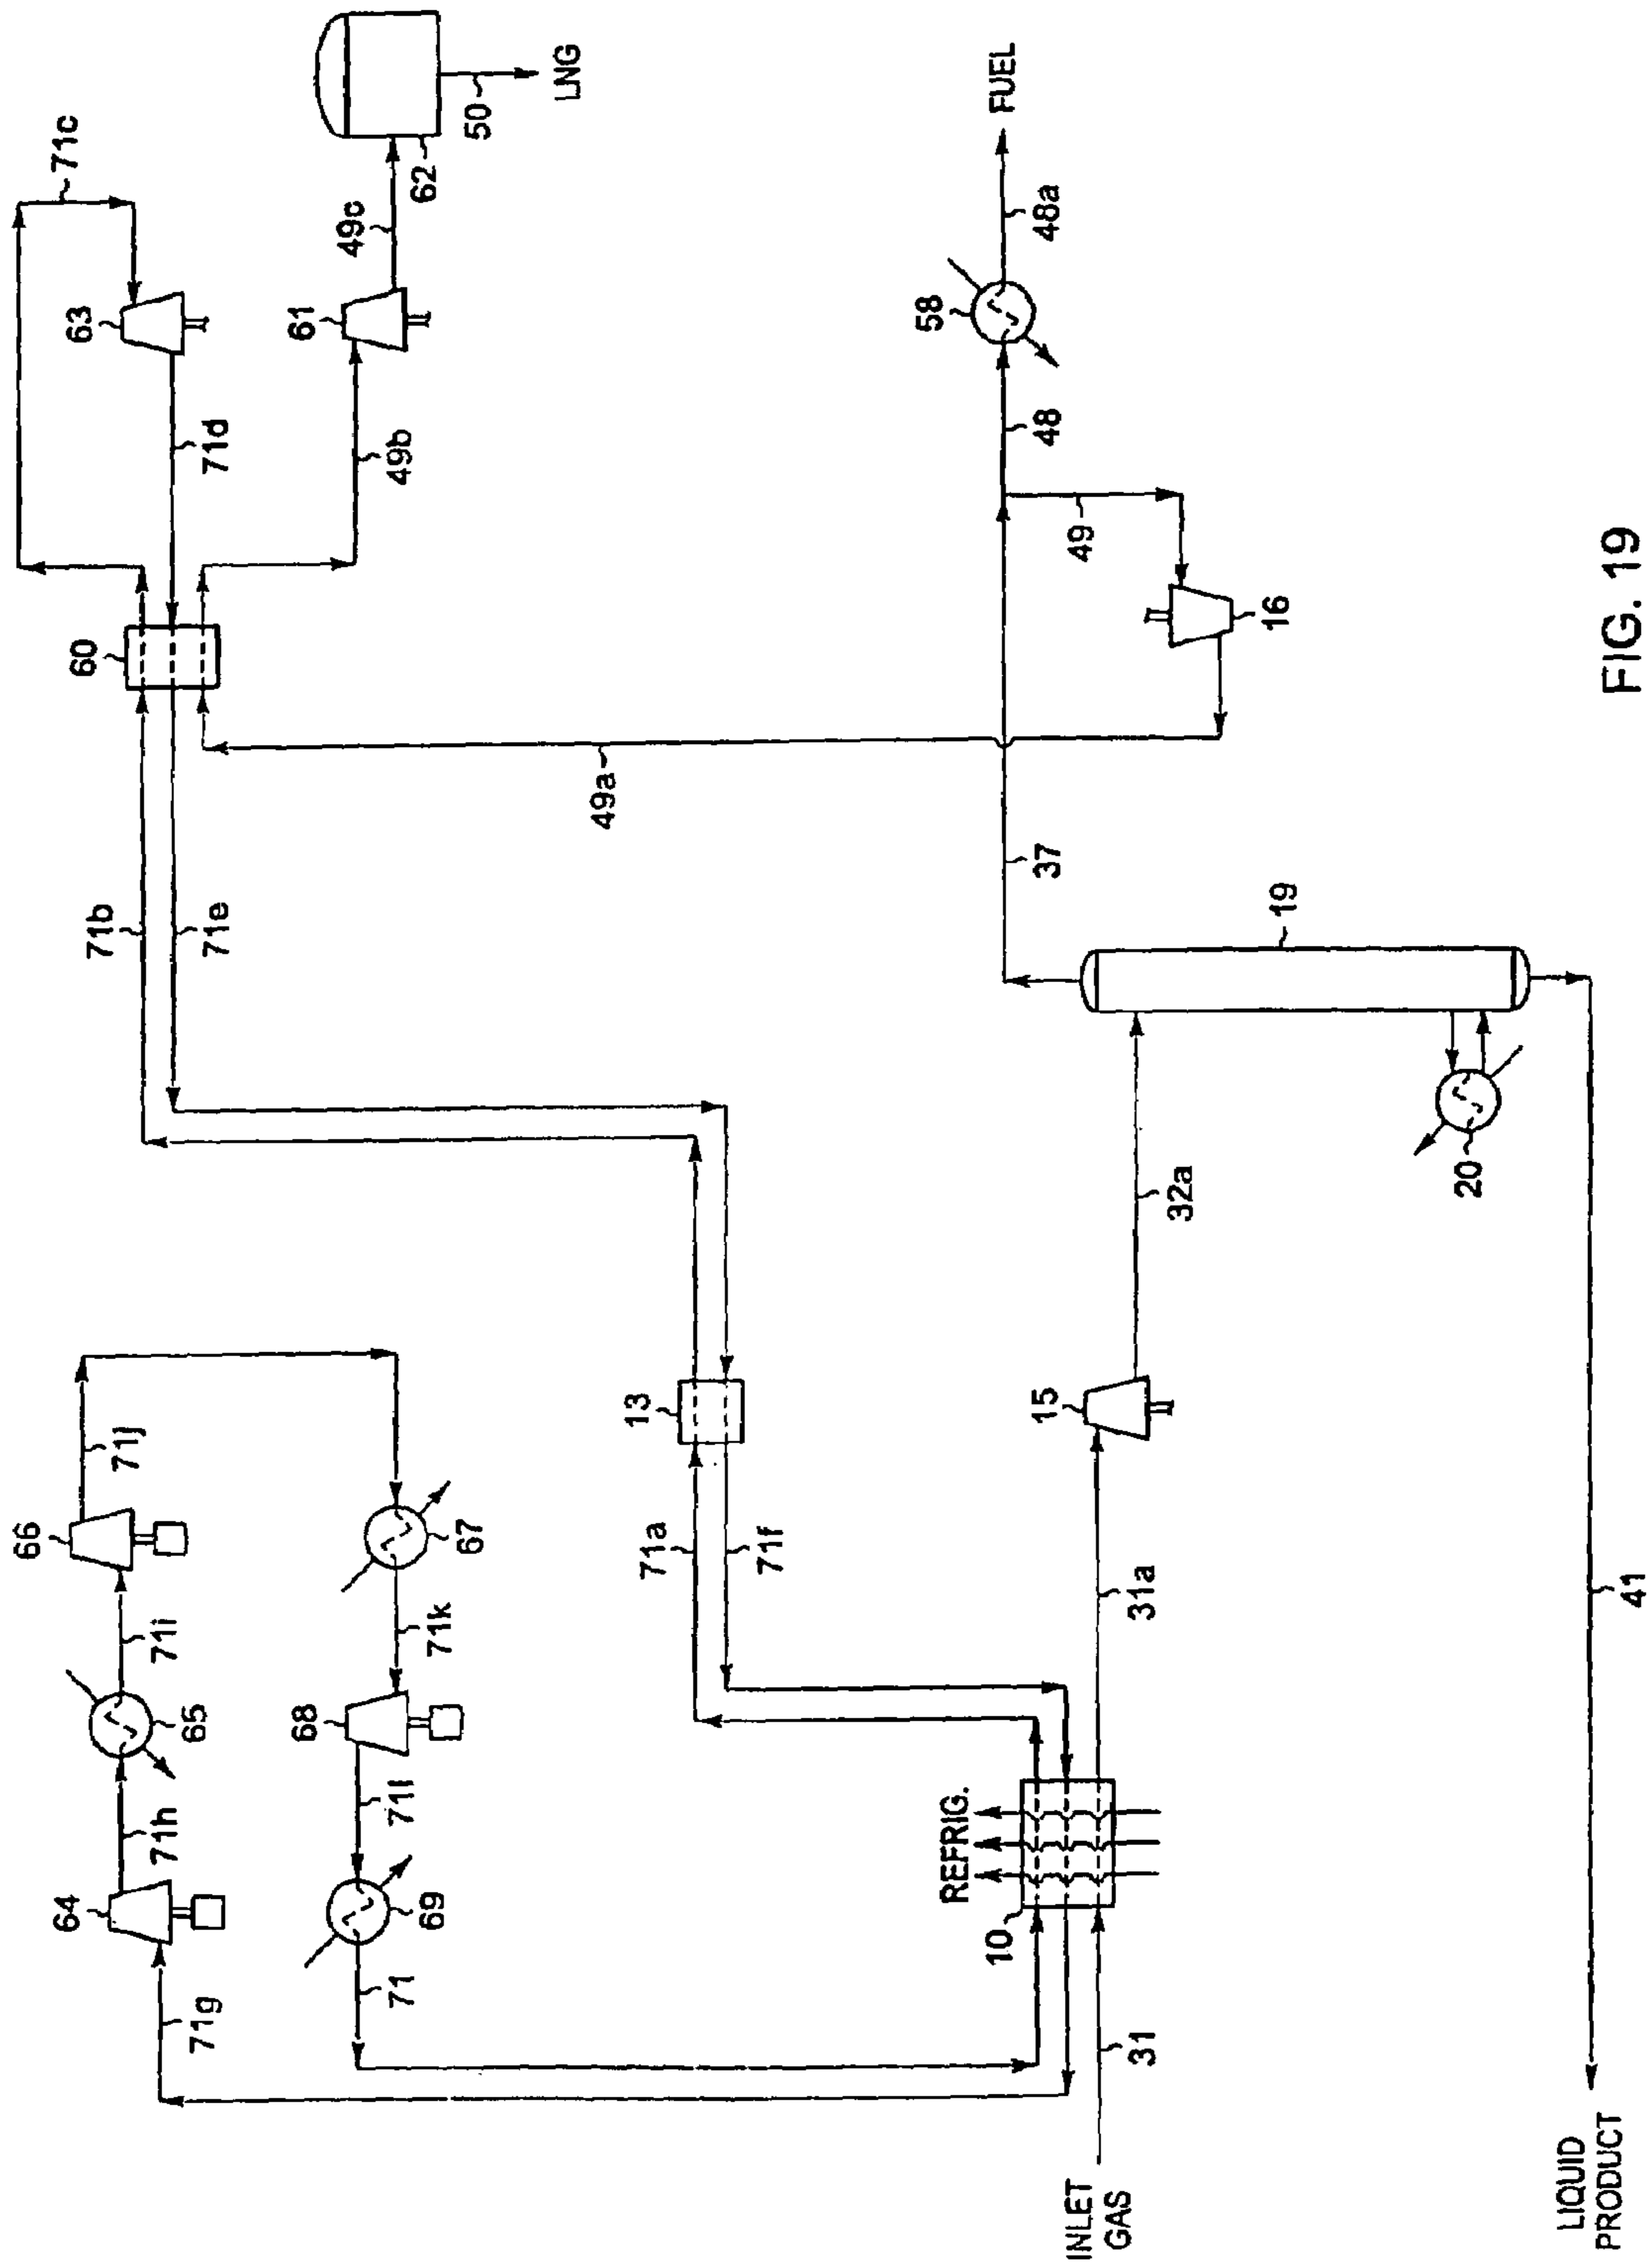 71g
64
71h
65
71i
66
71j
67
71k
68
71l
69
71
REFRIG.
10
INLET
GAS
31
31a
15
32a
71a
71f
13
71b
71e
60
71c
63
71d
49b
61
49c
62
50
LNG
49a
37
49
16
48
58
48a
FUEL
19
20
41
LIQUID
PRODUCT
FIG. 19